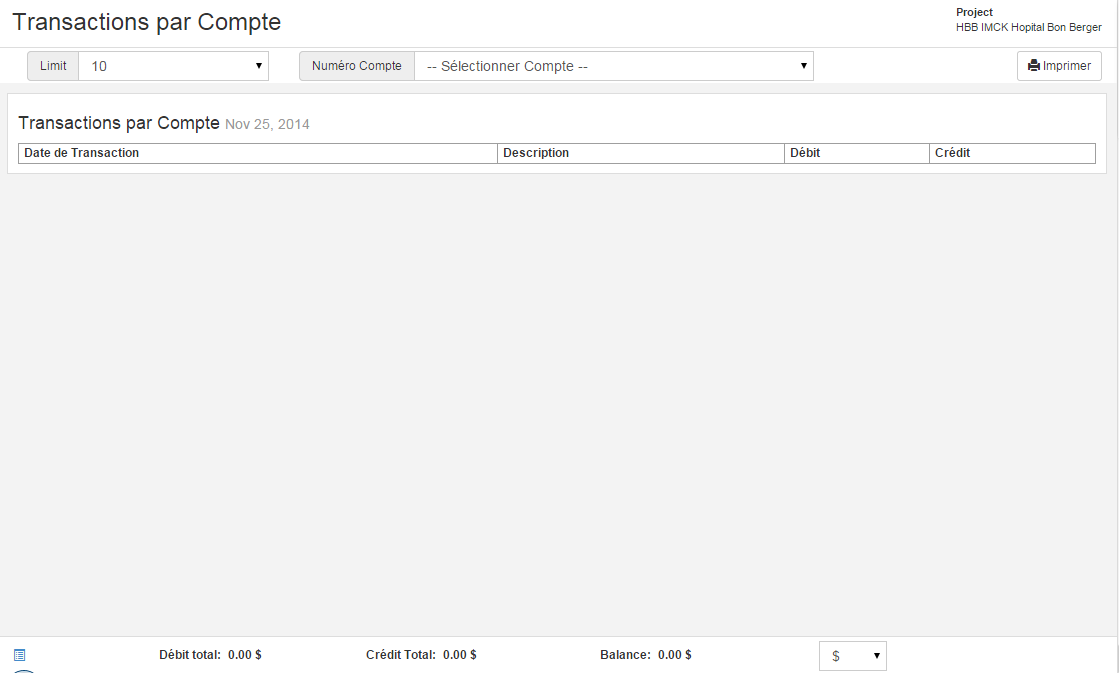 Transactions par Compte
Project
HBB IMCK Hopital Bon Berger
Limit 10 Numéro Compte -- Sélectionner Compte -- Imprimer
Transactions par Compte Nov 25, 2014
Date de Transaction Description Débit Crédit
Débit total: 0.00 $ Crédit Total: 0.00 $ Balance: 0.00 $ $